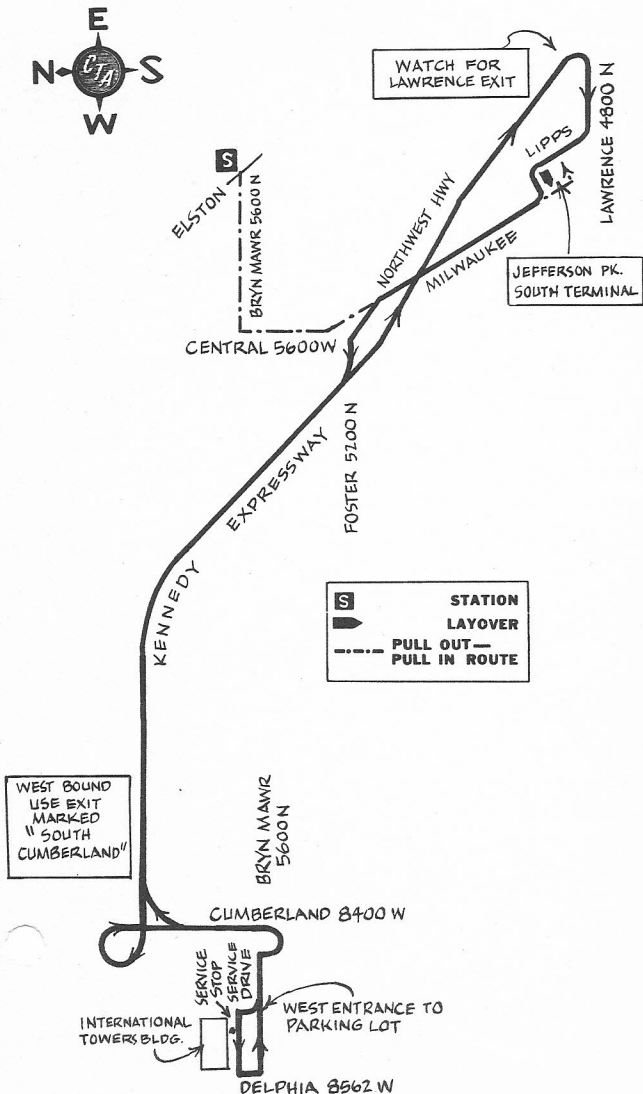 E
N
CTA
S
W
WATCH FOR
LAWRENCE EXIT
LAWRENCE 4800 N
LIPPS
S
ELSTON
BRYN MAWR 5600 N
NORTHWEST HWY
MILWAUKEE
JEFFERSON PK.
SOUTH TERMINAL
CENTRAL 5600W
FOSTER 5200 N
EXPRESSWAY
KENNEDY
S STATION
LAYOVER
PULL OUT—
PULL IN ROUTE
WEST BOUND
USE EXIT
MARKED
"SOUTH
CUMBERLAND"
BRYN MAWR
5600N
CUMBERLAND 8400 W
SERVICE
STOP
SERVICE
DRIVE
WEST ENTRANCE TO
PARKING LOT
INTERNATIONAL
TOWERS BLDG.
DELPHIA 8562 W